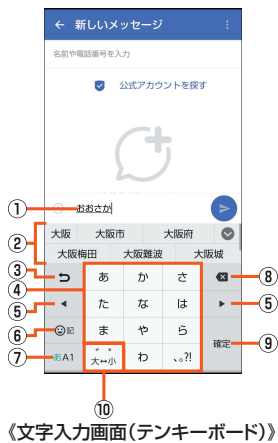 ← 新しいメッセージ
名前や電話番号を入力
公式アカウントを探す
① おおさか
② 大阪 大阪市 大阪府
大阪梅田 大阪難波 大阪城
③ あ か さ ⑧
④
⑤ ◀ た な は ▶ ⑤
⑥ 記 ま や ら
確定 ⑨
⑦ あA1 大↔小 わ 、。?!
⑩
《文字入力画面(テンキーボード)》